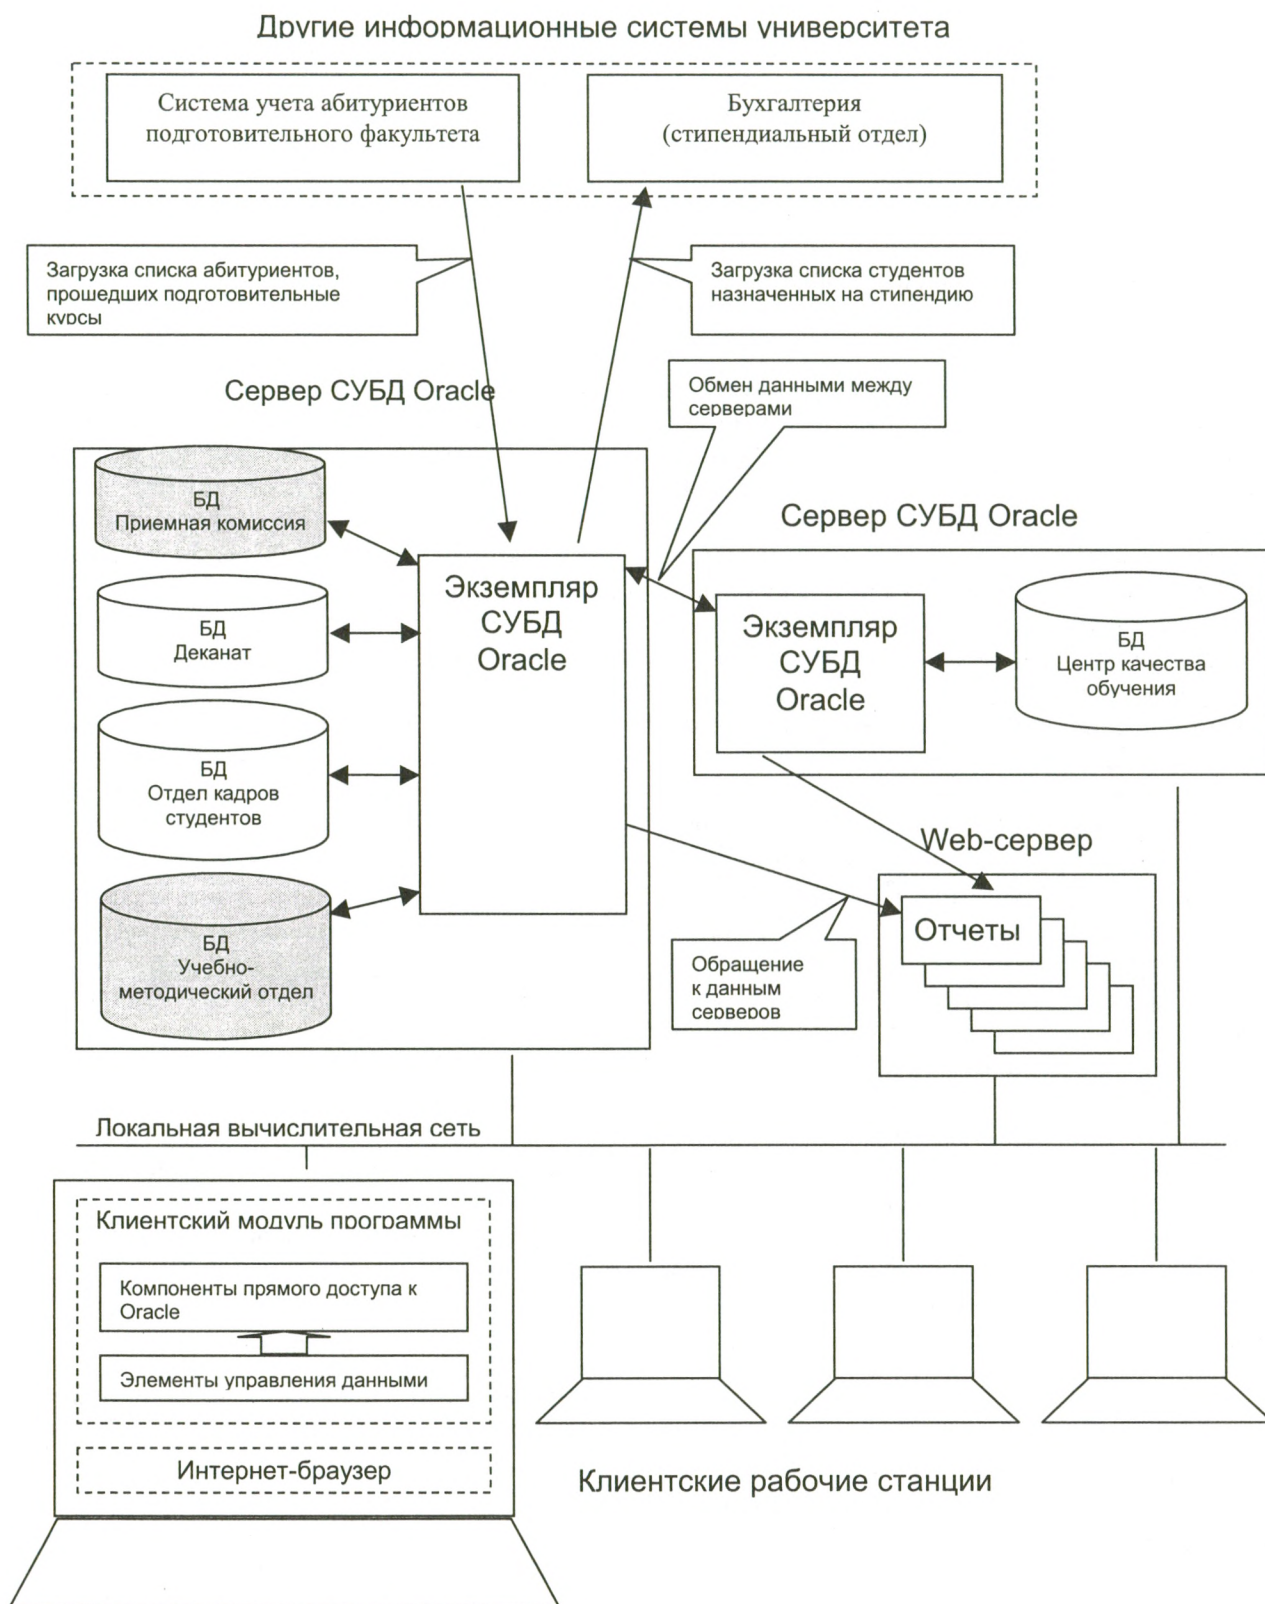 Другие информационные системы университета
Система учета абитуриентов
подготовительного факультета
Бухгалтерия
(стипендиальный отдел)
Загрузка списка абитуриентов,
прошедших подготовительные
курсы
Загрузка списка студентов
назначенных на стипендию
Сервер СУБД Oracle
Обмен данными между
серверами
БД
Приемная комиссия
БД
Деканат
БД
Отдел кадров
студентов
БД
Учебно-
методический отдел
Экземпляр
СУБД
Oracle
Сервер СУБД Oracle
Экземпляр
СУБД
Oracle
БД
Центр качества
обучения
Web-сервер
Отчеты
Обращение
к данным
серверов
Локальная вычислительная сеть
Клиентский модуль программы
Компоненты прямого доступа к
Oracle
Элементы управления данными
Интернет-браузер
Клиентские рабочие станции